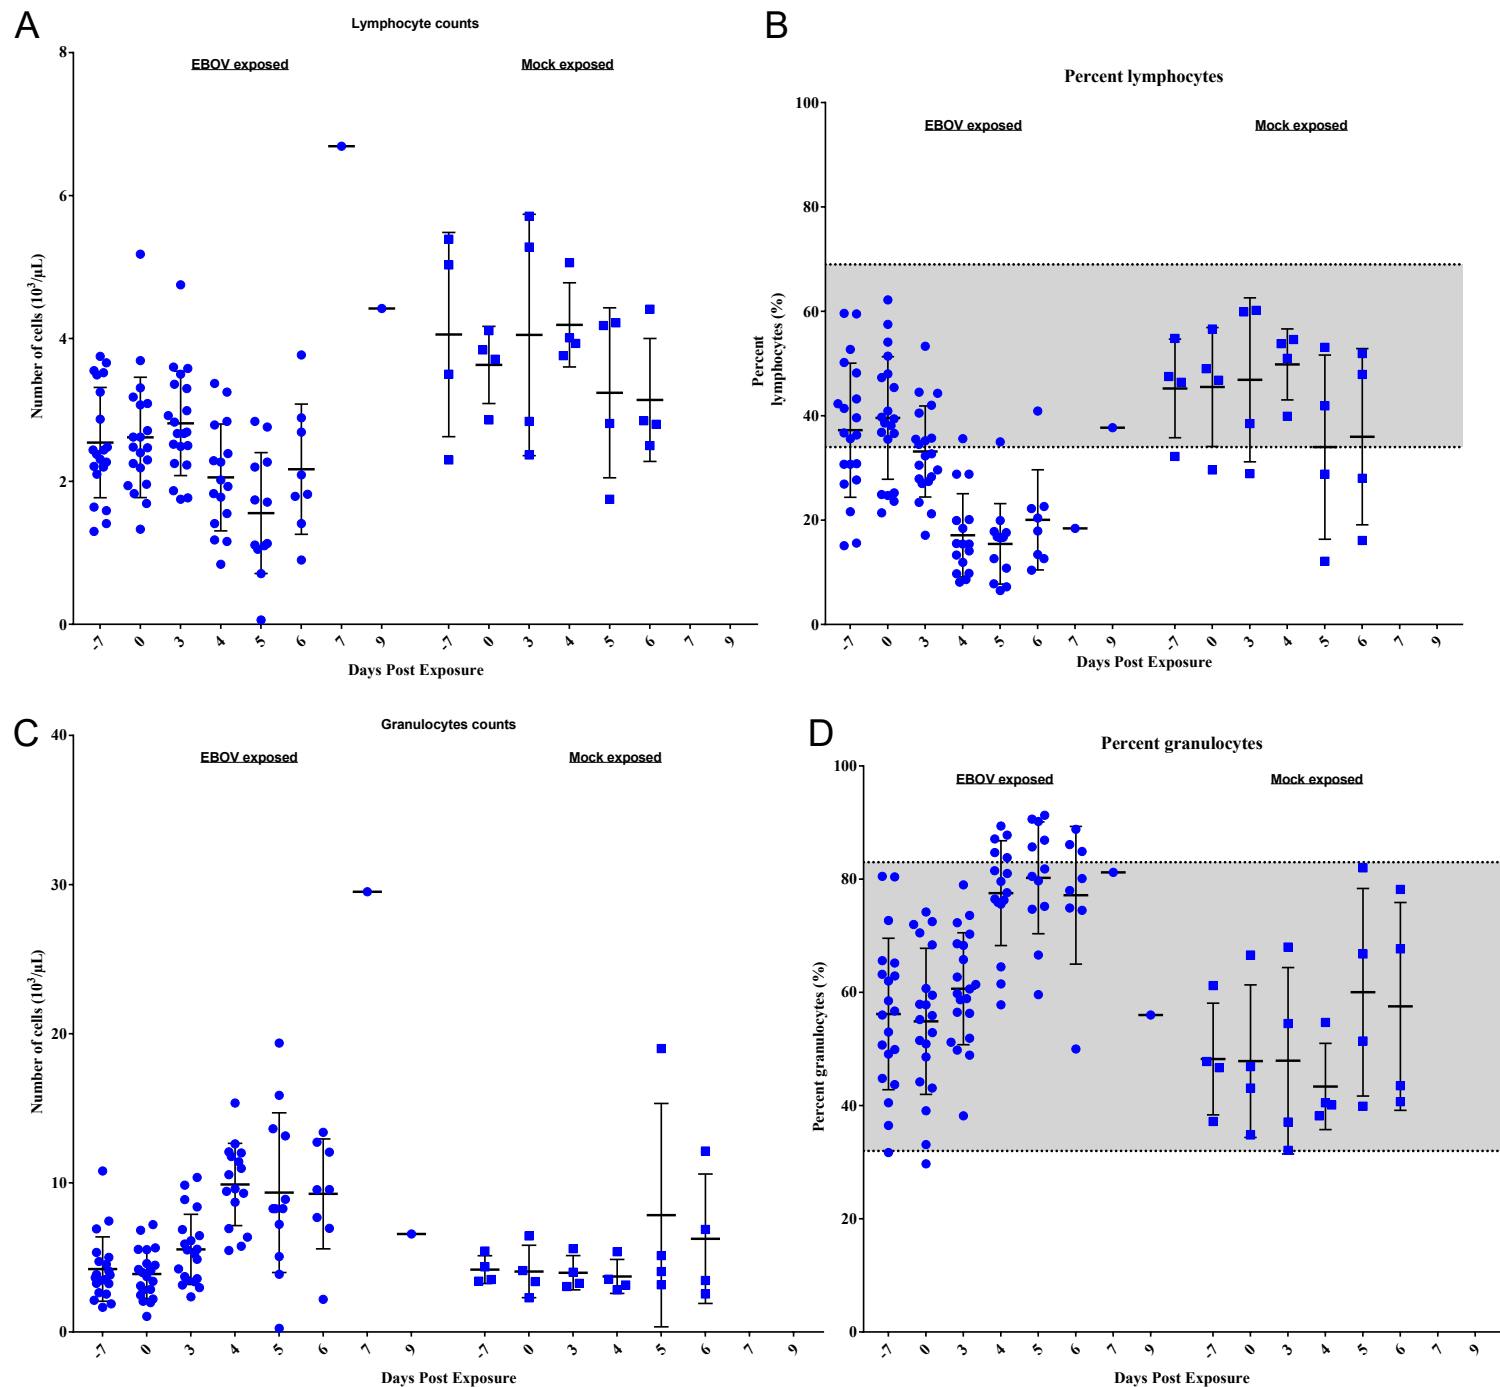 A
Lymphocyte counts
EBOV exposed
Mock exposed
Number of cells (10³/µL)
8
6
4
2
0
-7 0 3 4 5 6 7 9 -7 0 3 4 5 6 7 9
Days Post Exposure
B
Percent lymphocytes
EBOV exposed
Mock exposed
Percent
lymphocytes (%)
100
80
60
40
20
0
-7 0 3 4 5 6 7 9 -7 0 3 4 5 6 7 9
Days Post Exposure
C
Granulocytes counts
EBOV exposed
Mock exposed
Number of cells (10³/µL)
40
30
20
10
0
-7 0 3 4 5 6 7 9 -7 0 3 4 5 6 7 9
Days Post Exposure
D
Percent granulocytes
EBOV exposed
Mock exposed
Percent granulocytes (%)
100
80
60
40
20
0
-7 0 3 4 5 6 7 9 -7 0 3 4 5 6 7 9
Days Post Exposure